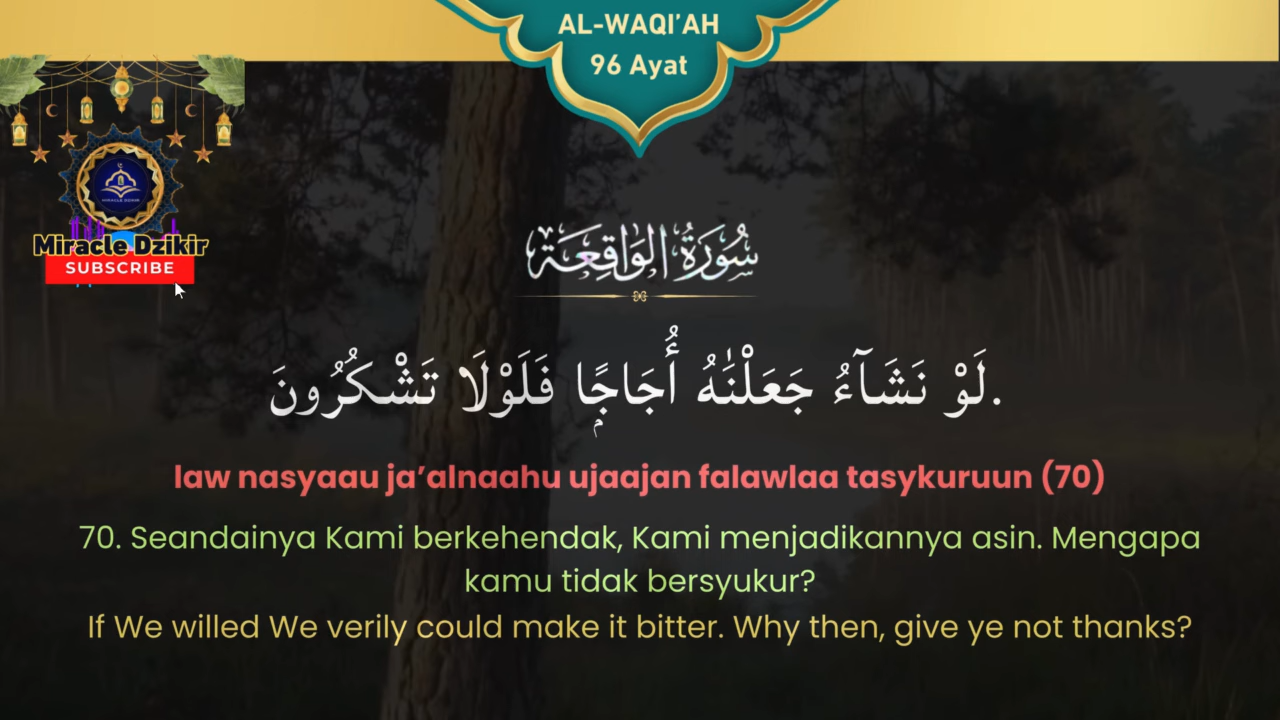 AL-WAQI’AH
96 Ayat
Miracle Dzikir
SUBSCRIBE
سُورَةُ الوَاقِعَة
لَوْ نَشَآءُ جَعَلْنَٰهُ أُجَاجًۭا فَلَوْلَا تَشْكُرُونَ.
law nasyaau ja’alnaahu ujaajan falawlaa tasykuruun (70)
70. Seandainya Kami berkehendak, Kami menjadikannya asin. Mengapa
kamu tidak bersyukur?
If We willed We verily could make it bitter. Why then, give ye not thanks?